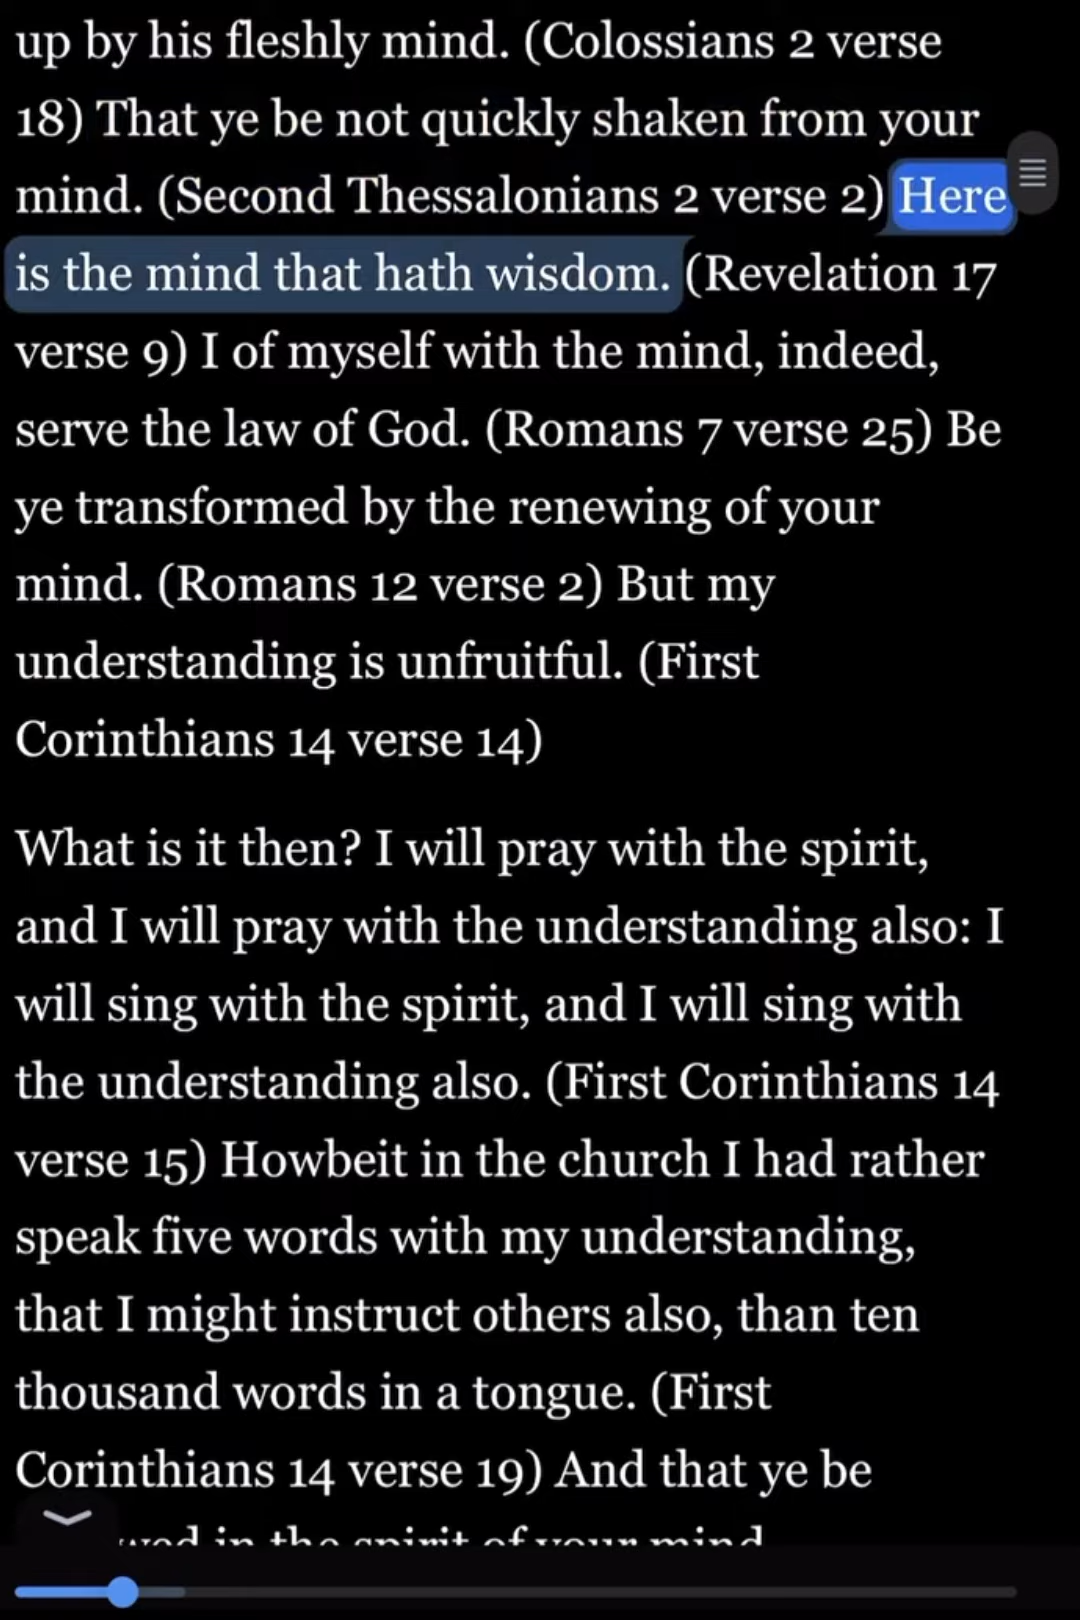 up by his fleshly mind. (Colossians 2 verse
18) That ye be not quickly shaken from your
mind. (Second Thessalonians 2 verse 2) Here
is the mind that hath wisdom. (Revelation 17
verse 9) I of myself with the mind, indeed,
serve the law of God. (Romans 7 verse 25) Be
ye transformed by the renewing of your
mind. (Romans 12 verse 2) But my
understanding is unfruitful. (First
Corinthians 14 verse 14)
What is it then? I will pray with the spirit,
and I will pray with the understanding also: I
will sing with the spirit, and I will sing with
the understanding also. (First Corinthians 14
verse 15) Howbeit in the church I had rather
speak five words with my understanding,
that I might instruct others also, than ten
thousand words in a tongue. (First
Corinthians 14 verse 19) And that ye be
in the spirit of your mind